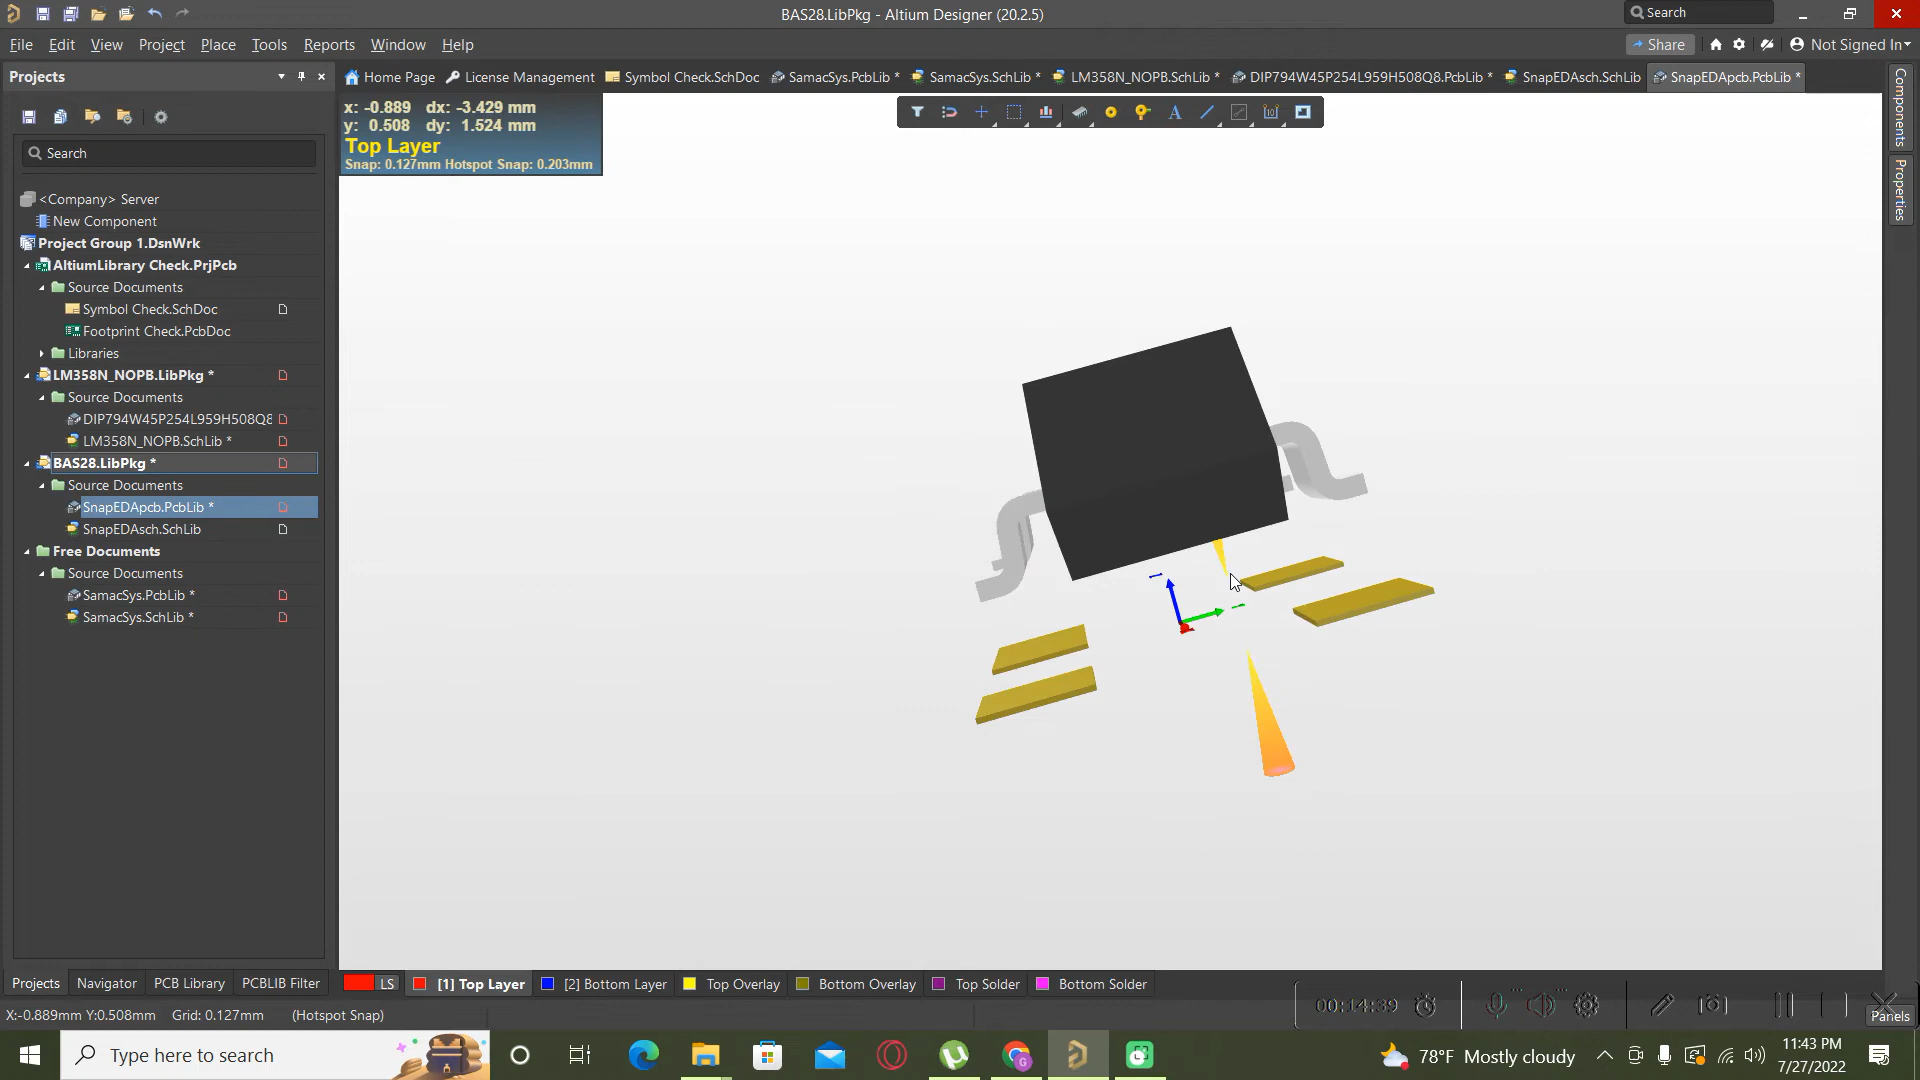 BAS28.LibPkg - Altium Designer (20.2.5)
Search
File Edit View Project Place Tools Reports Window Help
Share
Not Signed In
Projects
Home Page
License Management
Symbol Check.SchDoc
SamacSys.PcbLib *
SamacSys.SchLib *
LM358N_NOPB.SchLib *
DIP794W45P254L959H508Q8.PcbLib *
SnapEDAsch.SchLib
SnapEDApcb.PcbLib *
x: -0.889 dx: -3.429 mm
y: 0.508 dy: 1.524 mm
Top Layer
Snap: 0.127mm Hotspot Snap: 0.203mm
Components
Properties
Search
<Company> Server
New Component
Project Group 1.DsnWrk
AltiumLibrary Check.PrjPcb
Source Documents
Symbol Check.SchDoc
Footprint Check.PcbDoc
Libraries
LM358N_NOPB.LibPkg *
Source Documents
DIP794W45P254L959H508Q8
LM358N_NOPB.SchLib *
BAS28.LibPkg *
Source Documents
SnapEDApcb.PcbLib *
SnapEDAsch.SchLib
Free Documents
Source Documents
SamacSys.PcbLib *
SamacSys.SchLib *
Projects Navigator PCB Library PCBLIB Filter
LS
[1] Top Layer
[2] Bottom Layer
Top Overlay
Bottom Overlay
Top Solder
Bottom Solder
X:-0.889mm Y:0.508mm Grid: 0.127mm (Hotspot Snap)
00:14:39
Panels
Type here to search
78°F Mostly cloudy
11:43 PM
7/27/2022